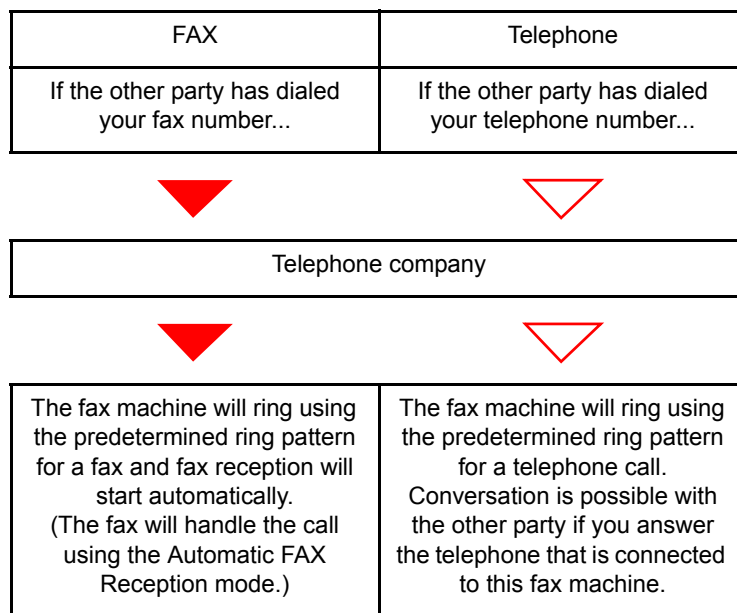 FAX
Telephone
If the other party has dialed
your fax number...
If the other party has dialed
your telephone number...
Telephone company
The fax machine will ring using
the predetermined ring pattern
for a fax and fax reception will
start automatically.
(The fax will handle the call
using the Automatic FAX
Reception mode.)
The fax machine will ring using
the predetermined ring pattern
for a telephone call.
Conversation is possible with
the other party if you answer
the telephone that is connected
to this fax machine.